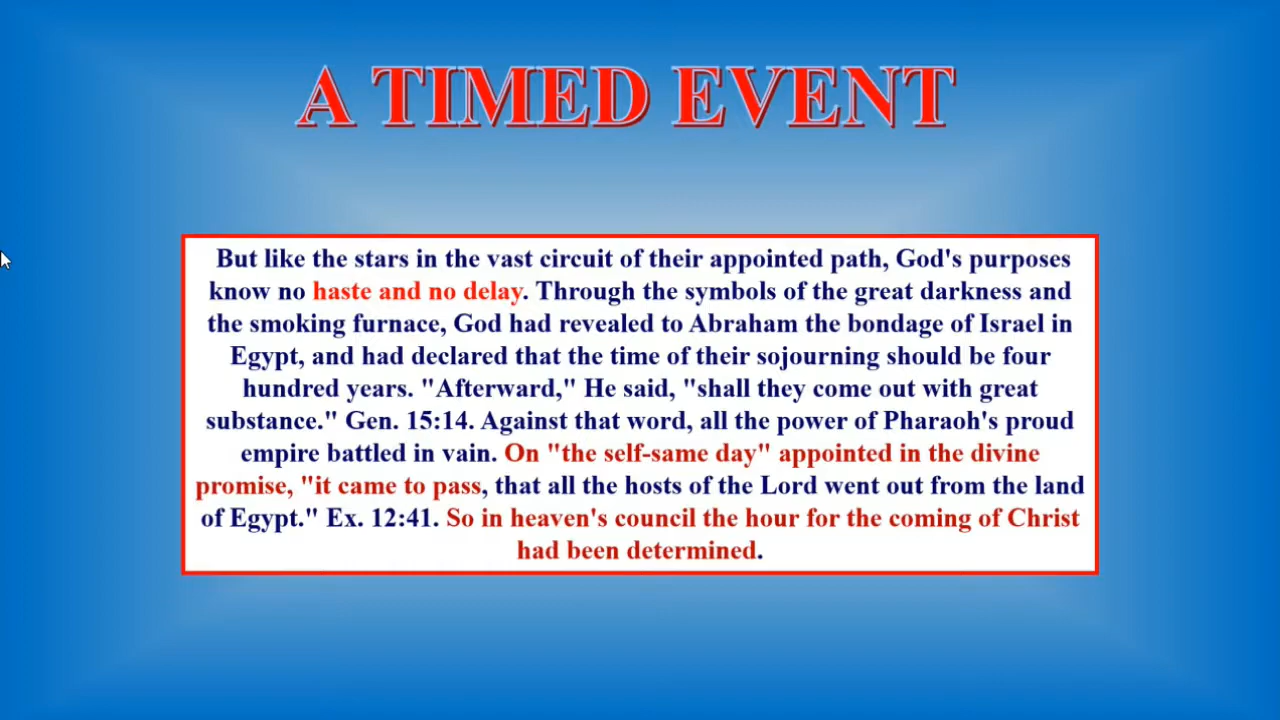 A TIMED EVENT
But like the stars in the vast circuit of their appointed path, God's purposes
know no haste and no delay. Through the symbols of the great darkness and
the smoking furnace, God had revealed to Abraham the bondage of Israel in
Egypt, and had declared that the time of their sojourning should be four
hundred years. "Afterward," He said, "shall they come out with great
substance." Gen. 15:14. Against that word, all the power of Pharaoh's proud
empire battled in vain. On "the self-same day" appointed in the divine
promise, "it came to pass, that all the hosts of the Lord went out from the land
of Egypt." Ex. 12:41. So in heaven's council the hour for the coming of Christ
had been determined.